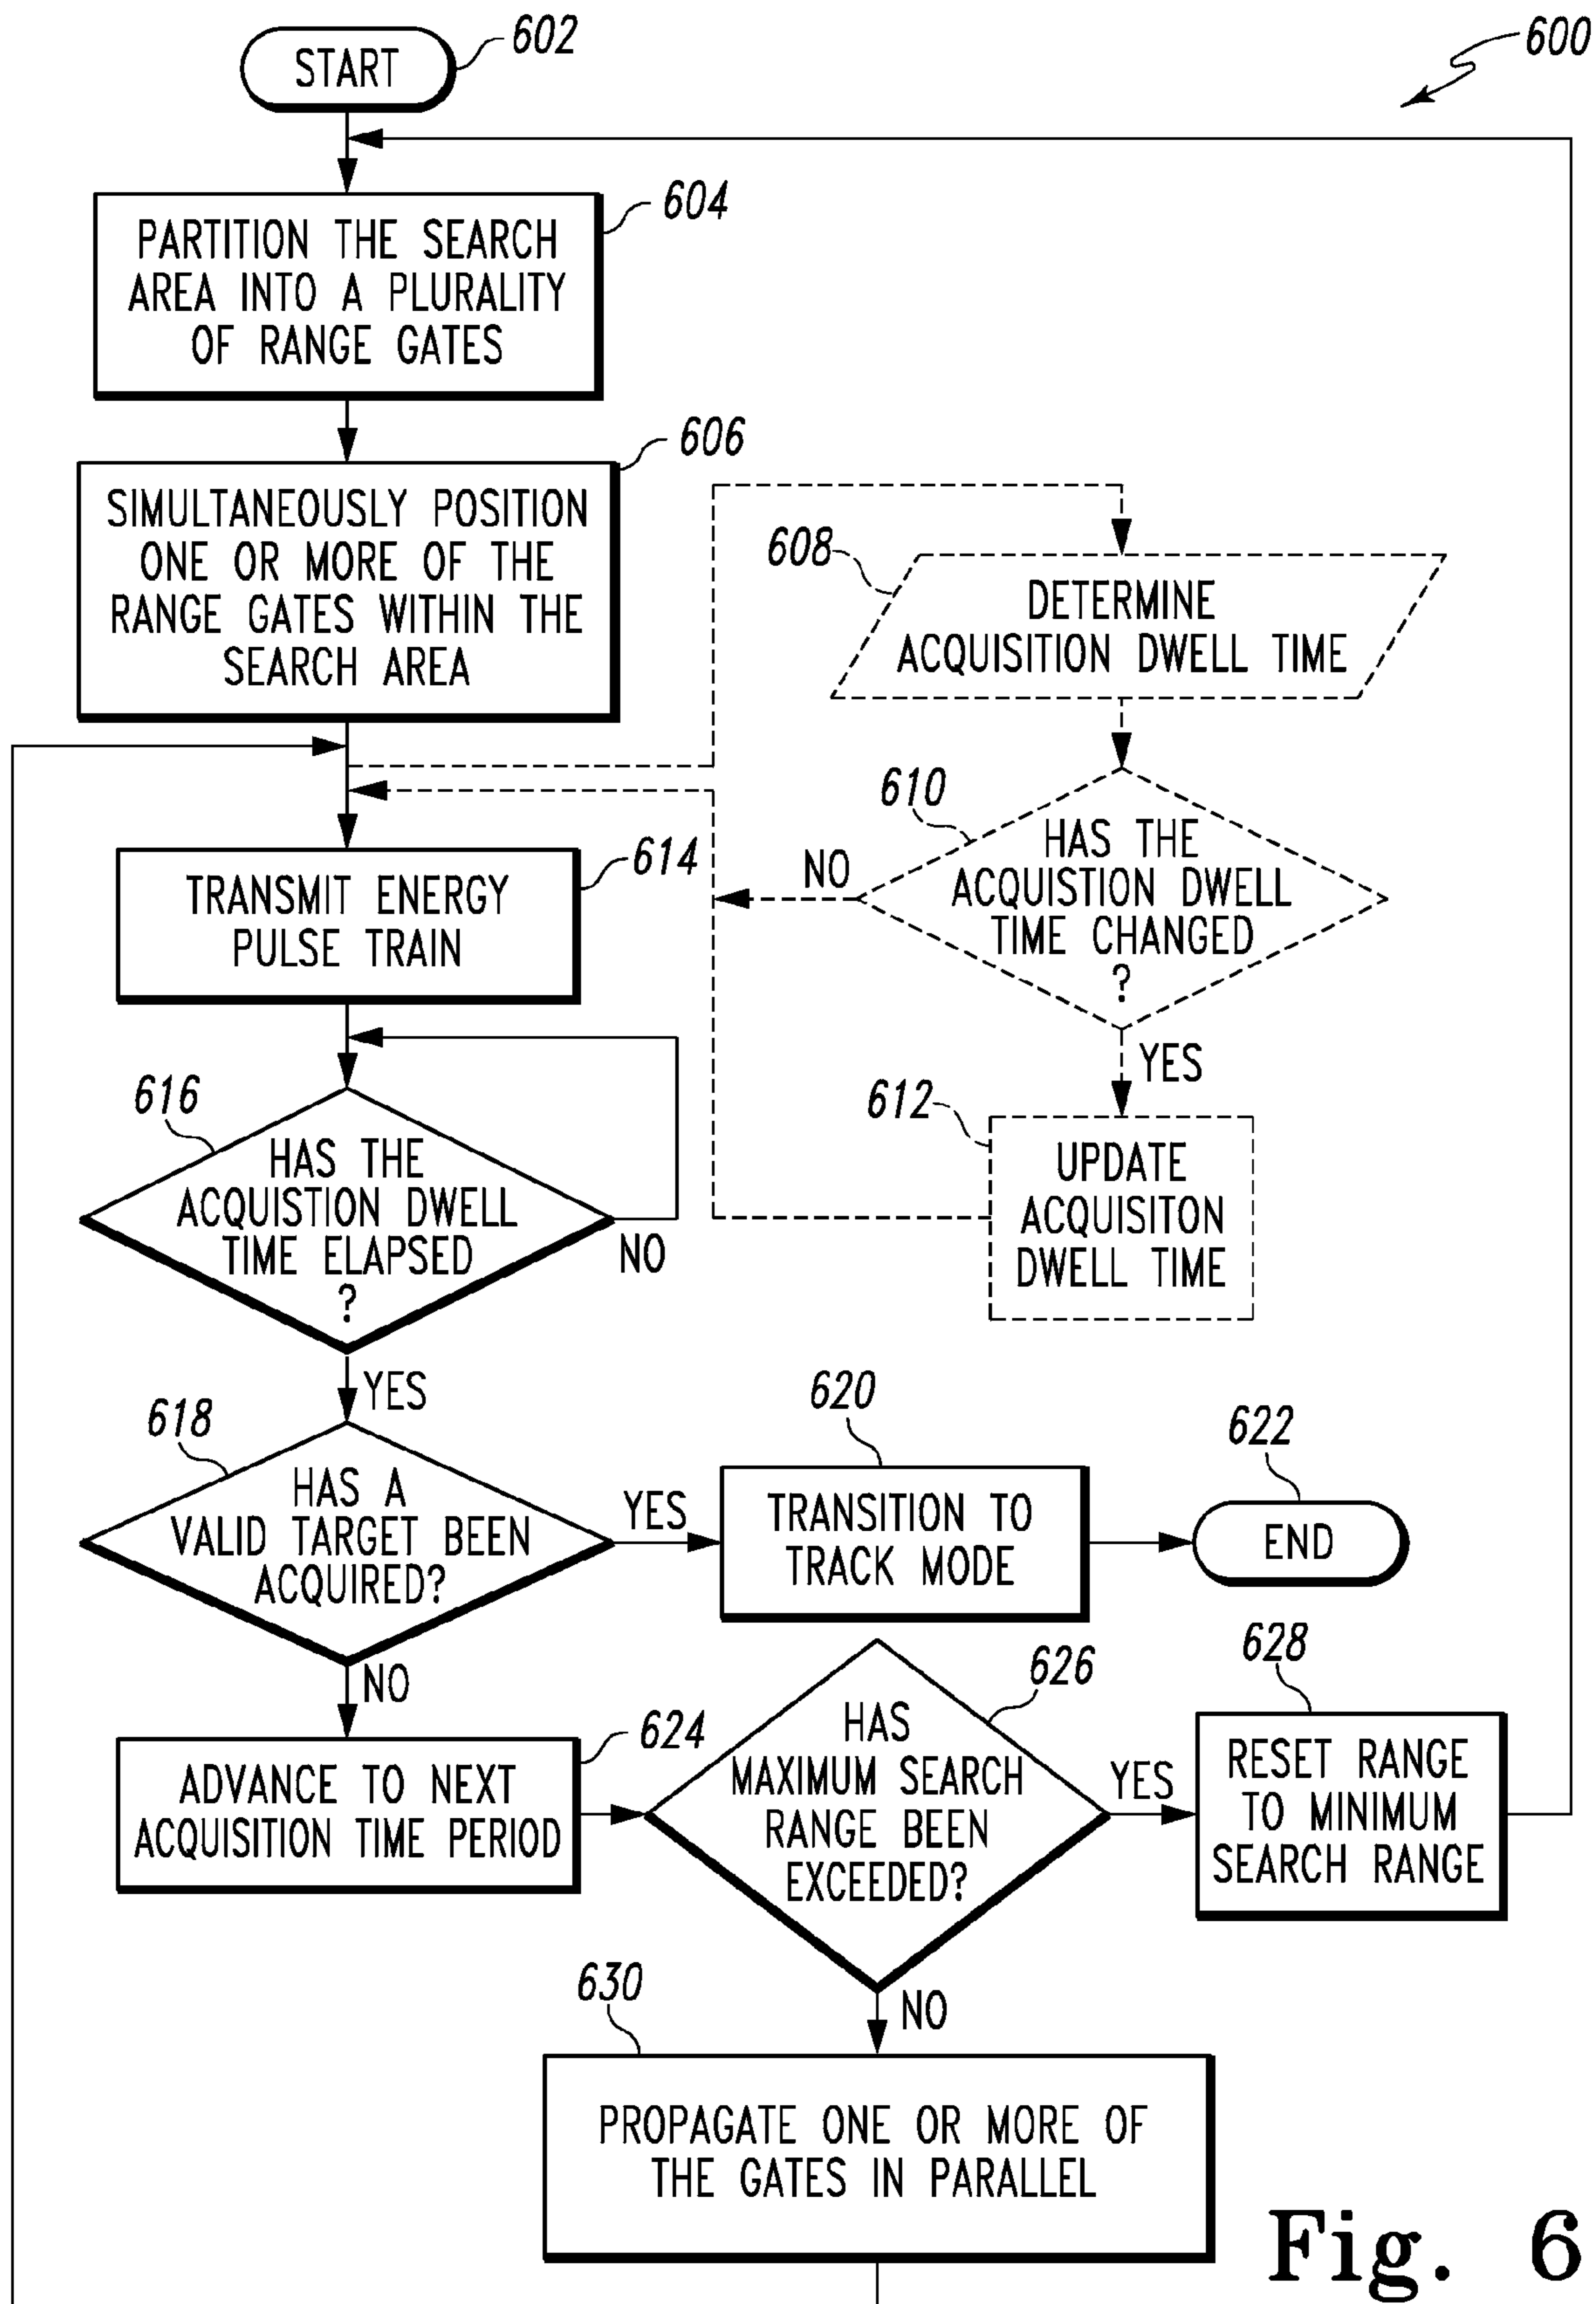 START
602
600
PARTITION THE SEARCH
AREA INTO A PLURALITY
OF RANGE GATES
604
SIMULTANEOUSLY POSITION
ONE OR MORE OF THE
RANGE GATES WITHIN THE
SEARCH AREA
606
608
DETERMINE
ACQUISITION DWELL TIME
610
HAS THE
ACQUISTION DWELL
TIME CHANGED
?
NO
YES
612
UPDATE
ACQUISITON
DWELL TIME
TRANSMIT ENERGY
PULSE TRAIN
614
616
HAS THE
ACQUISTION DWELL
TIME ELAPSED
?
NO
YES
618
HAS A
VALID TARGET BEEN
ACQUIRED?
YES
620
TRANSITION TO
TRACK MODE
622
END
NO
ADVANCE TO NEXT
ACQUISITION TIME PERIOD
624
626
HAS
MAXIMUM SEARCH
RANGE BEEN
EXCEEDED?
YES
628
RESET RANGE
TO MINIMUM
SEARCH RANGE
NO
630
PROPAGATE ONE OR MORE OF
THE GATES IN PARALLEL
Fig. 6